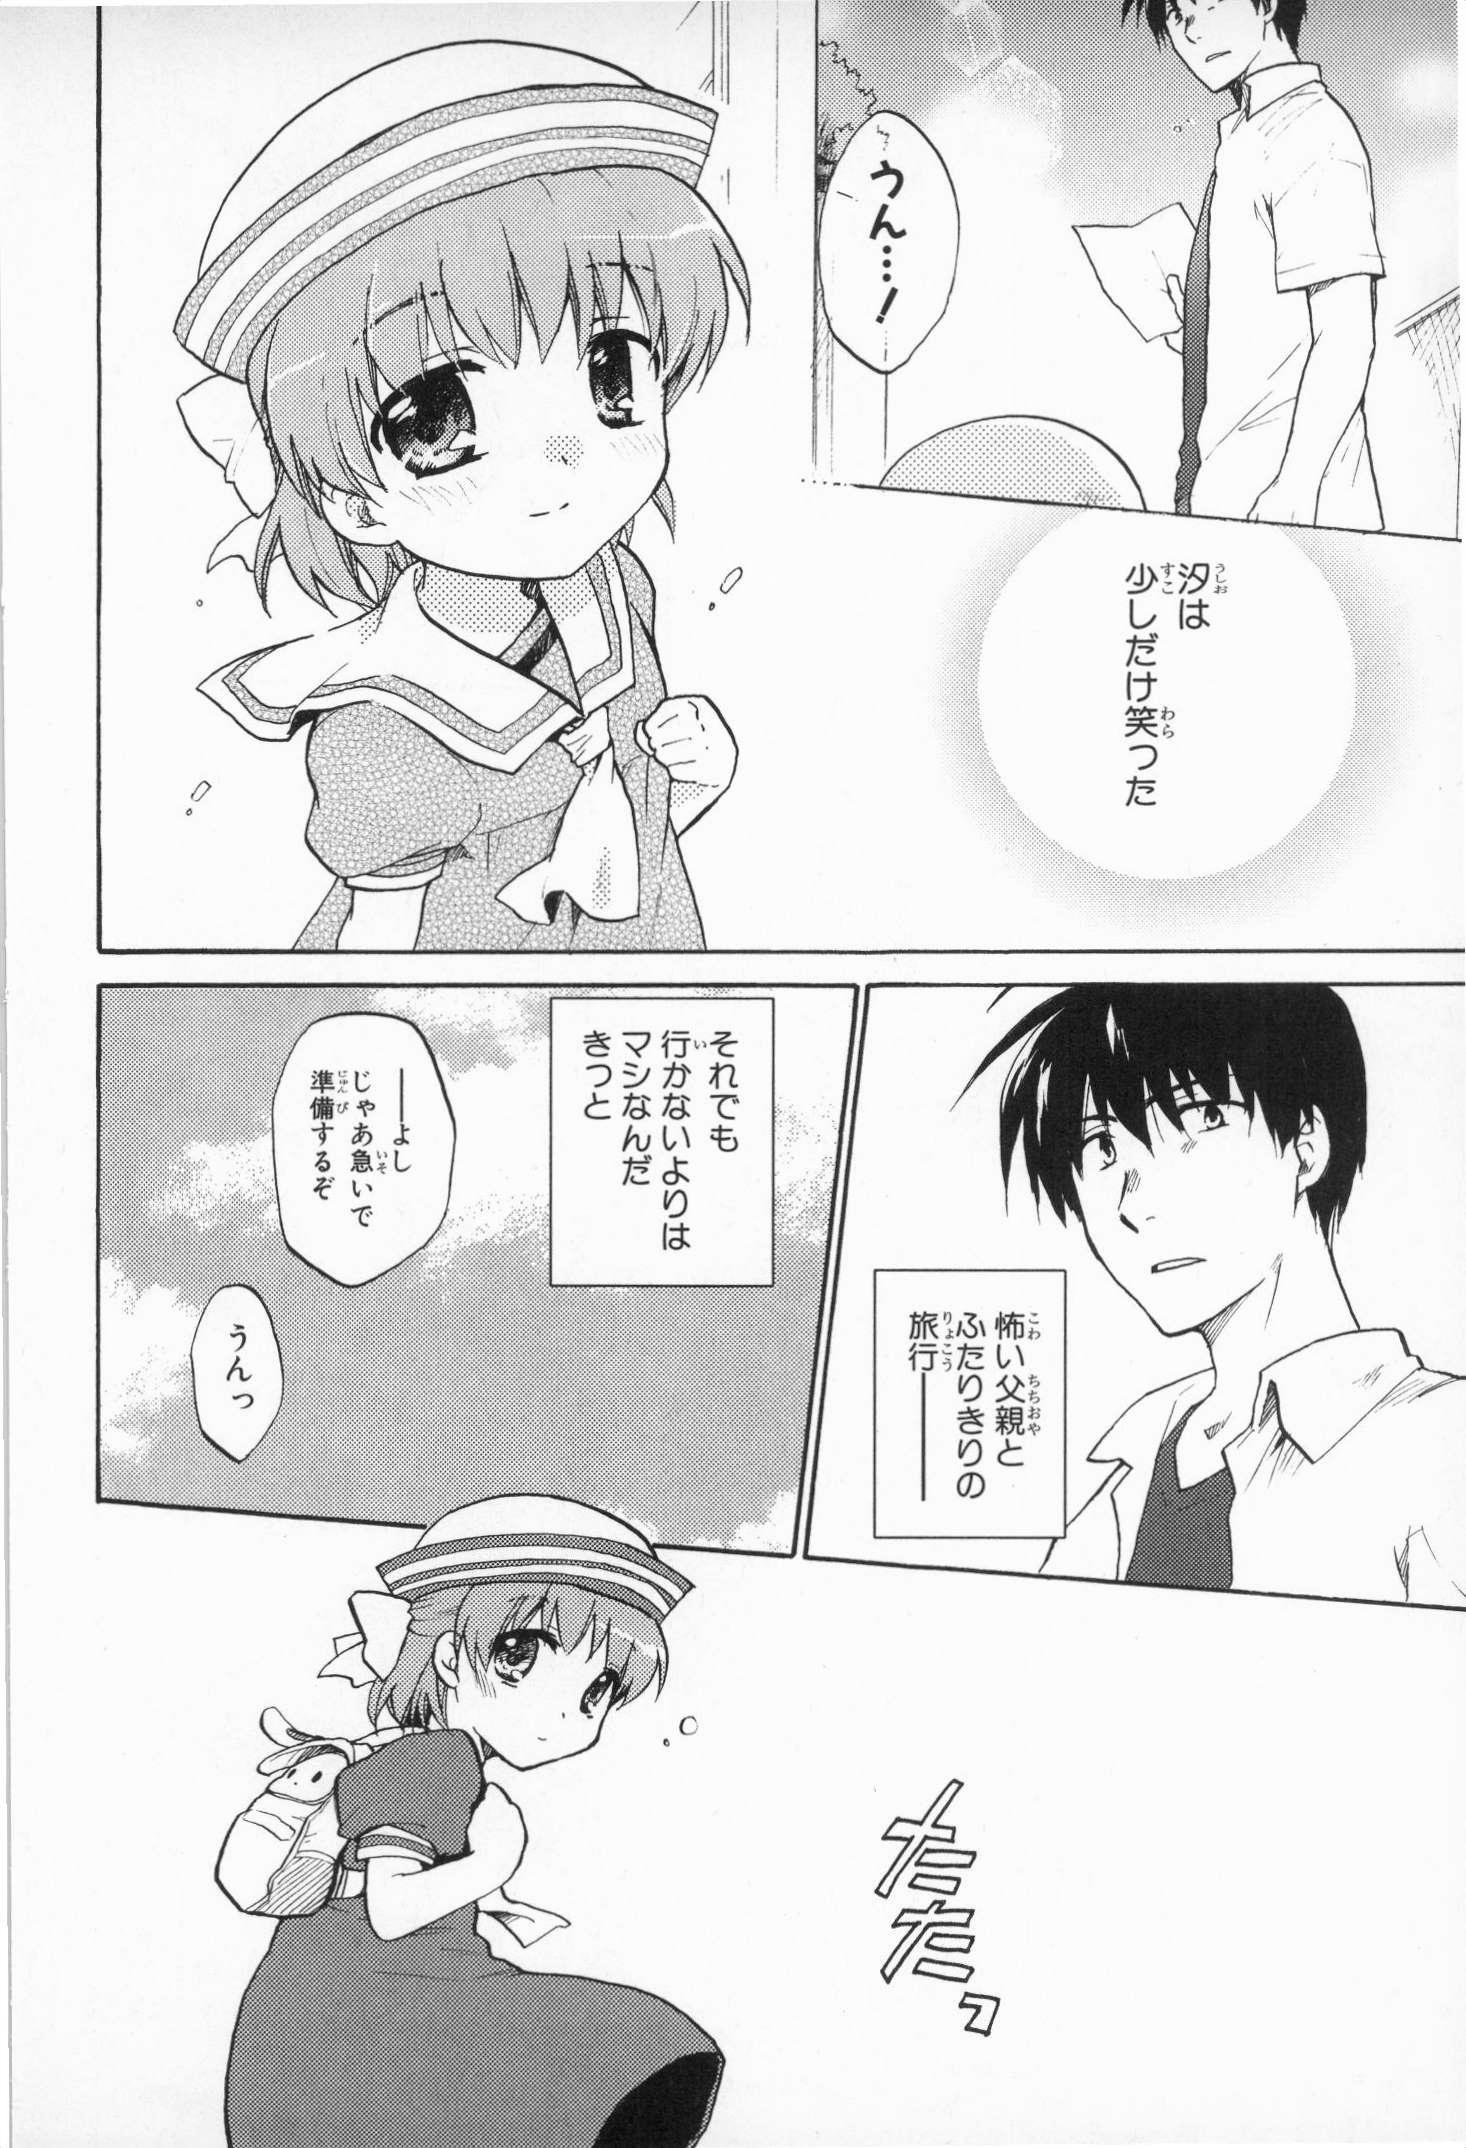 うん…!
汐は
少しだけ笑った
怖い父親と
ふたりきりの
旅行――
それでも
行かないよりは
マシなんだ
きっと
――よし
じゃあ急いで
準備するぞ
うんっ
たたたっ